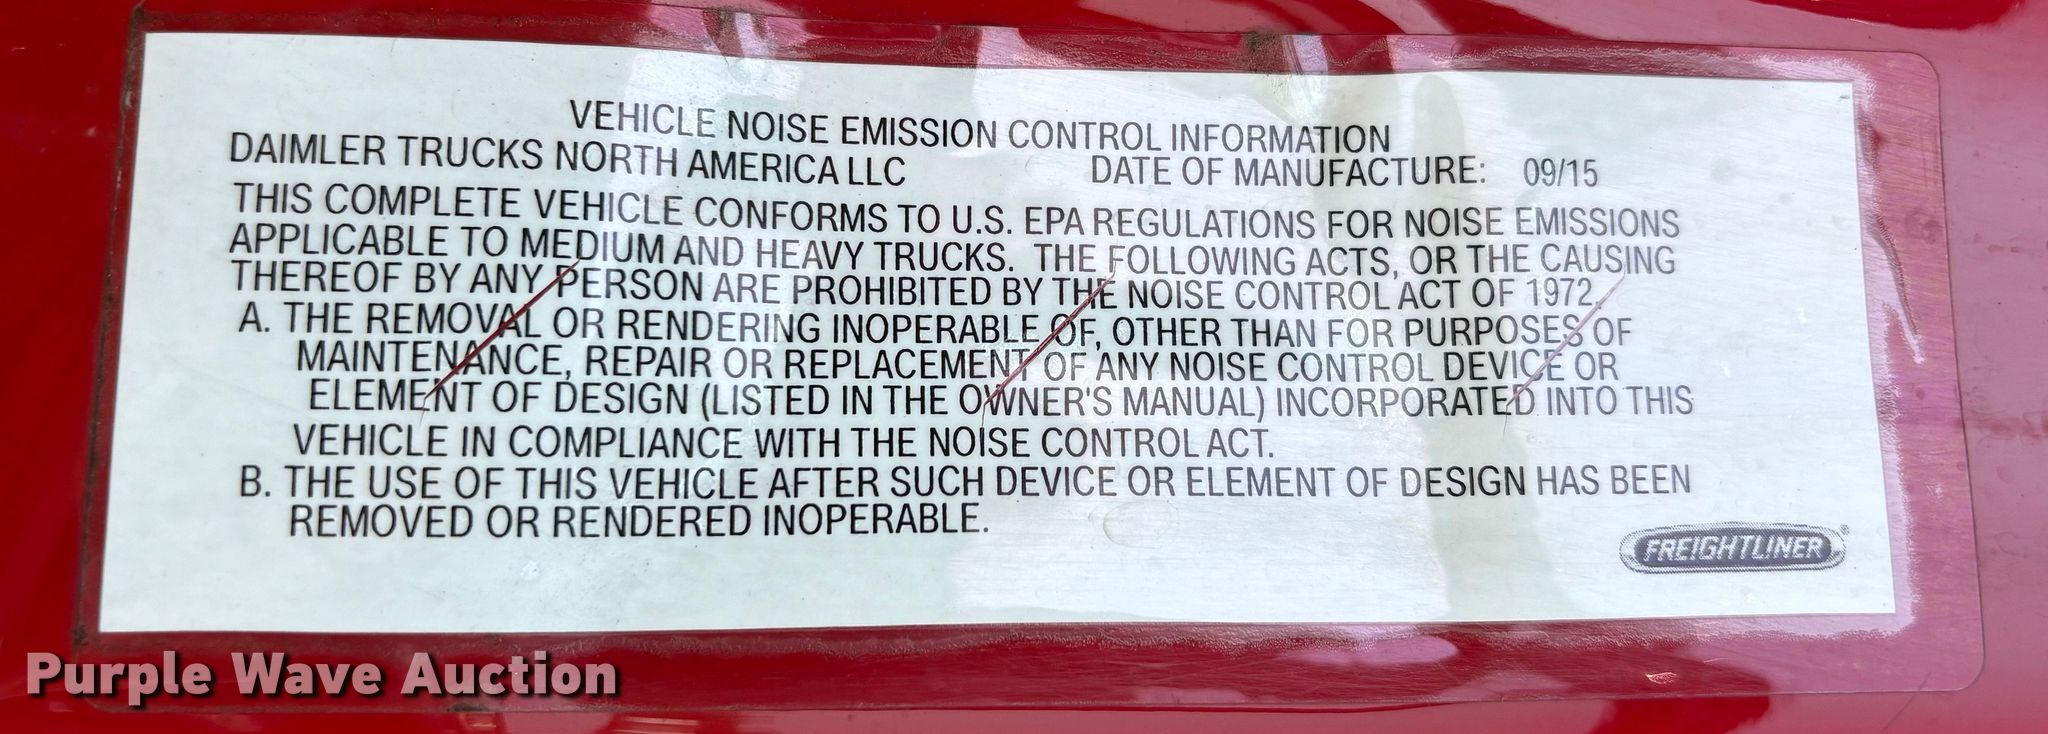 VEHICLE NOISE EMISSION CONTROL INFORMATION
DAIMLER TRUCKS NORTH AMERICA LLC DATE OF MANUFACTURE: 09/15
THIS COMPLETE VEHICLE CONFORMS TO U.S. EPA REGULATIONS FOR NOISE EMISSIONS
APPLICABLE TO MEDIUM AND HEAVY TRUCKS. THE FOLLOWING ACTS, OR THE CAUSING
THEREOF BY ANY PERSON ARE PROHIBITED BY THE NOISE CONTROL ACT OF 1972.
A. THE REMOVAL OR RENDERING INOPERABLE OF, OTHER THAN FOR PURPOSES OF
MAINTENANCE, REPAIR OR REPLACEMENT OF ANY NOISE CONTROL DEVICE OR
ELEMENT OF DESIGN (LISTED IN THE OWNER'S MANUAL) INCORPORATED INTO THIS
VEHICLE IN COMPLIANCE WITH THE NOISE CONTROL ACT.
B. THE USE OF THIS VEHICLE AFTER SUCH DEVICE OR ELEMENT OF DESIGN HAS BEEN
REMOVED OR RENDERED INOPERABLE.
FREIGHTLINER
Purple Wave Auction